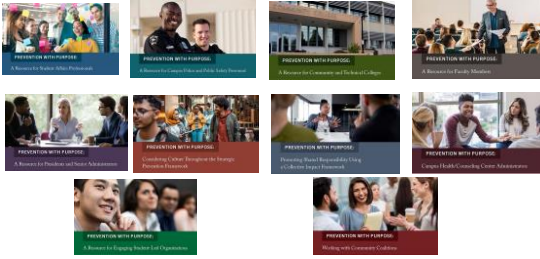 PREVENTION WITH PURPOSE:
A Resource for Student Affairs Professionals
PREVENTION WITH PURPOSE:
A Resource for Campus Police and Public Safety Personnel
PREVENTION WITH PURPOSE:
A Resource for Community and Technical Colleges
PREVENTION WITH PURPOSE:
A Resource for Faculty Members
PREVENTION WITH PURPOSE:
A Resource for Presidents and Senior Administrators
PREVENTION WITH PURPOSE:
Considering Culture Throughout the Strategic
Prevention Framework
PREVENTION WITH PURPOSE:
Promoting Shared Responsibility Using
a Collective Impact Framework
PREVENTION WITH PURPOSE:
Campus Health/Counseling Center Administrators
PREVENTION WITH PURPOSE:
A Resource for Engaging Student-Led Organizations
PREVENTION WITH PURPOSE:
Working with Community Coalitions